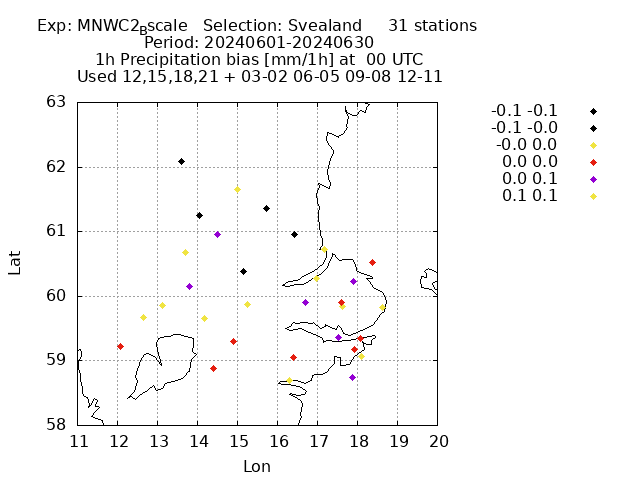 Exp: MNWC2Bscale Selection: Svealand 31 stations
Period: 20240601-20240630
1h Precipitation bias [mm/1h] at 00 UTC
Used 12,15,18,21 + 03-02 06-05 09-08 12-11
-0.1 -0.1
-0.1 -0.0
-0.0 0.0
0.0 0.0
0.0 0.1
0.1 0.1
63
62
61
60
59
58
Lat
11 12 13 14 15 16 17 18 19 20
Lon